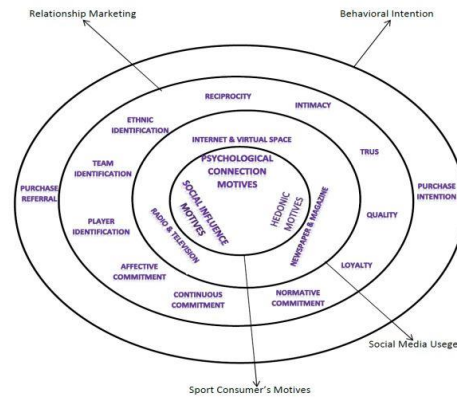 Relationship Marketing
Behavioral Intention
RECIPROCITY
INTIMACY
ETHNIC
IDENTIFICATION
INTERNET & VIRTUAL SPACE
TRUS
PSYCHOLOGICAL
CONNECTION
MOTIVES
TEAM
IDENTIFICATION
PURCHASE
REFERRAL
PURCHASE
INTENTION
SOCIAL INFLUENCE
MOTIVES
HEDONIC
MOTIVES
QUALITY
PLAYER
IDENTIFICATION
RADIO & TELEVISION
NEWSPAPER & MAGAZINE
AFFECTIVE
COMMITMENT
LOYALTY
CONTINUOUS
COMMITMENT
NORMATIVE
COMMITMENT
Social Media Usege
Sport Consumer's Motives